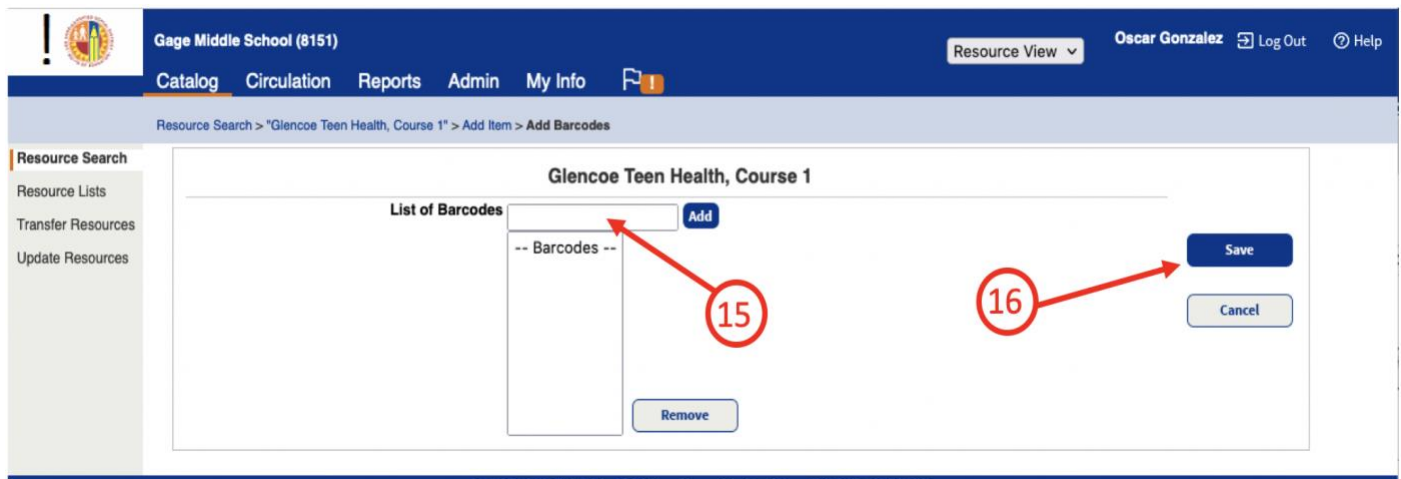 Gage Middle School (8151)
Resource View
Oscar Gonzalez
Log Out
? Help
Catalog Circulation Reports Admin My Info !
Resource Search > "Glencoe Teen Health, Course 1" > Add Item > Add Barcodes
Resource Search
Resource Lists
Transfer Resources
Update Resources
Glencoe Teen Health, Course 1
List of Barcodes
Add
-- Barcodes --
Save
15
16
Cancel
Remove